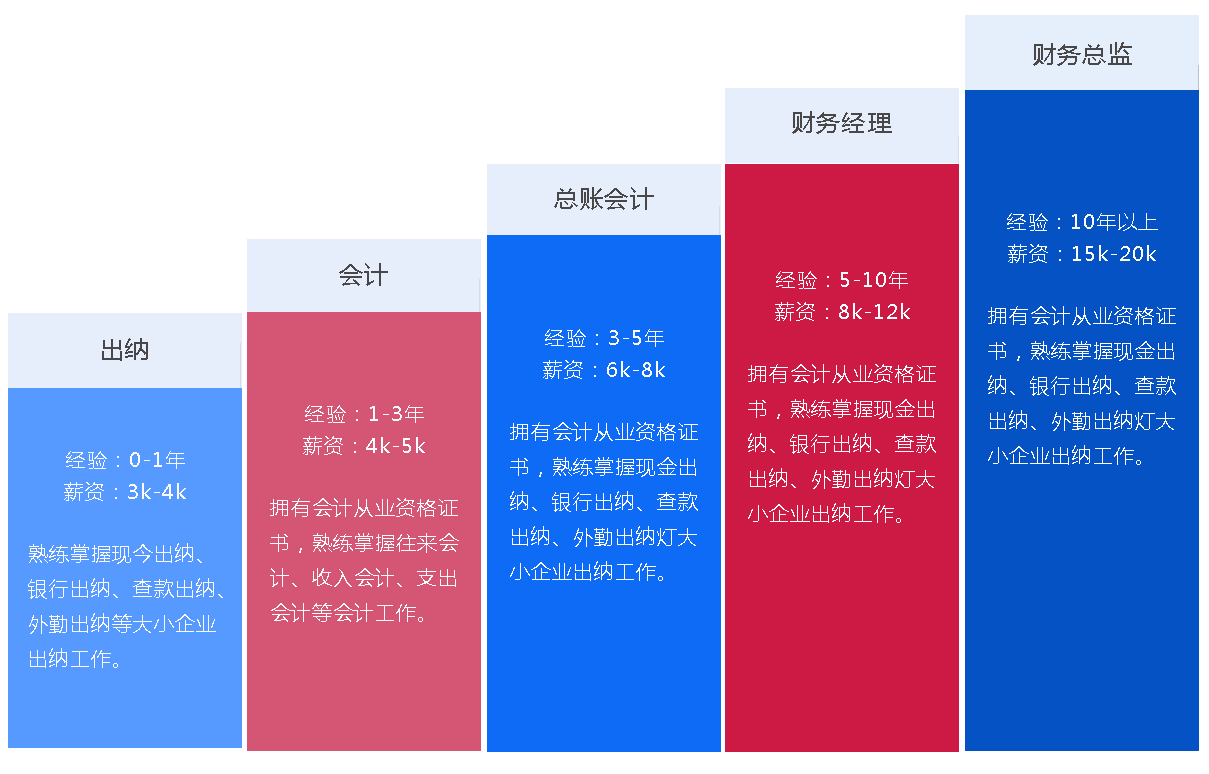 出纳
经验：0-1年
薪资：3k-4k
熟练掌握现今出纳、
银行出纳、查款出纳、
外勤出纳等大小企业
出纳工作。
会计
经验：1-3年
薪资：4k-5k
拥有会计从业资格证
书，熟练掌握往来会
计、收入会计、支出
会计等会计工作。
总账会计
经验：3-5年
薪资：6k-8k
拥有会计从业资格证
书，熟练掌握现金出
纳、银行出纳、查款
出纳、外勤出纳灯大
小企业出纳工作。
财务经理
经验：5-10年
薪资：8k-12k
拥有会计从业资格证
书，熟练掌握现金出
纳、银行出纳、查款
出纳、外勤出纳灯大
小企业出纳工作。
财务总监
经验：10年以上
薪资：15k-20k
拥有会计从业资格证
书，熟练掌握现金出
纳、银行出纳、查款
出纳、外勤出纳灯大
小企业出纳工作。